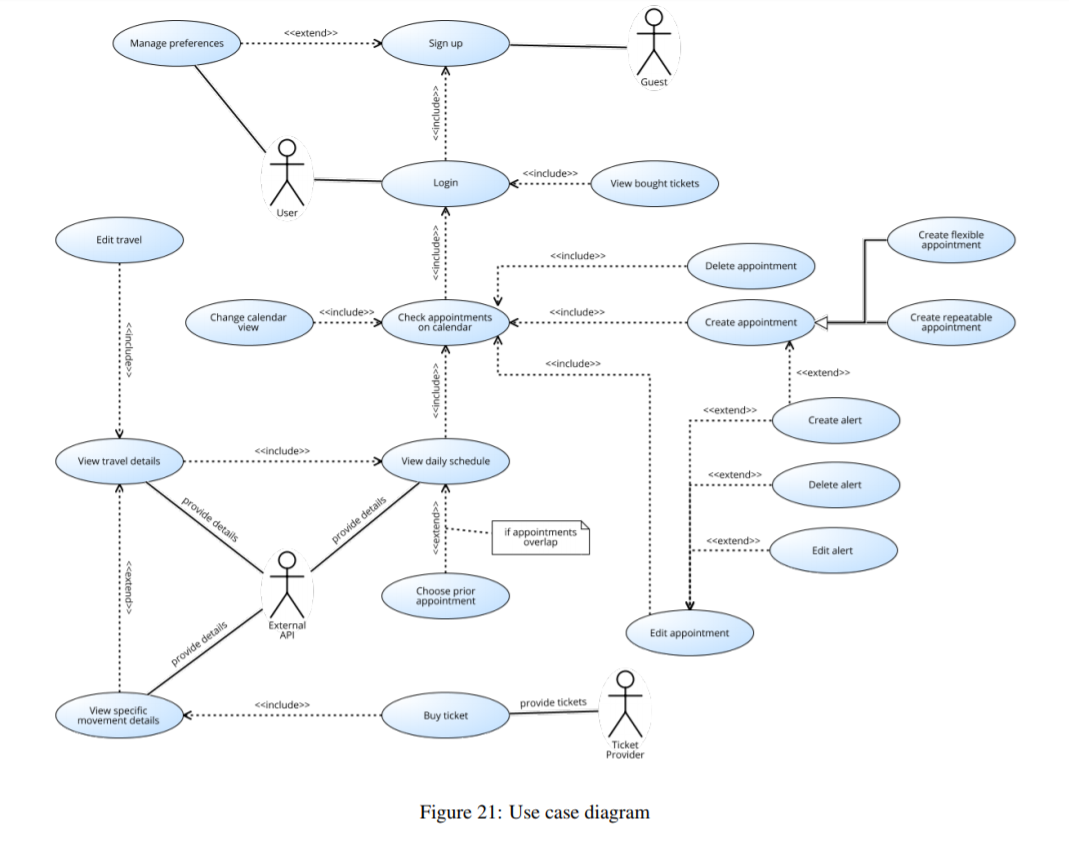 Manage preferences
<<extend>>
Sign up
Guest
<<include>>
User
Login
<<include>>
View bought tickets
Edit travel
<<include>>
<<include>>
Delete appointment
Create flexible
appointment
Change calendar
view
<<include>>
Check appointments
on calendar
<<include>>
Create appointment
Create repeatable
appointment
<<include>>
<<include>>
<<include>>
<<extend>>
<<extend>>
Create alert
View travel details
<<include>>
View daily schedule
<<extend>>
Delete alert
provide details
provide details
<<extend>>
if appointments
overlap
<<extend>>
Edit alert
<<extend>>
Choose prior
appointment
External
API
Edit appointment
provide details
View specific
movement details
<<include>>
Buy ticket
provide tickets
Ticket
Provider
Figure 21: Use case diagram